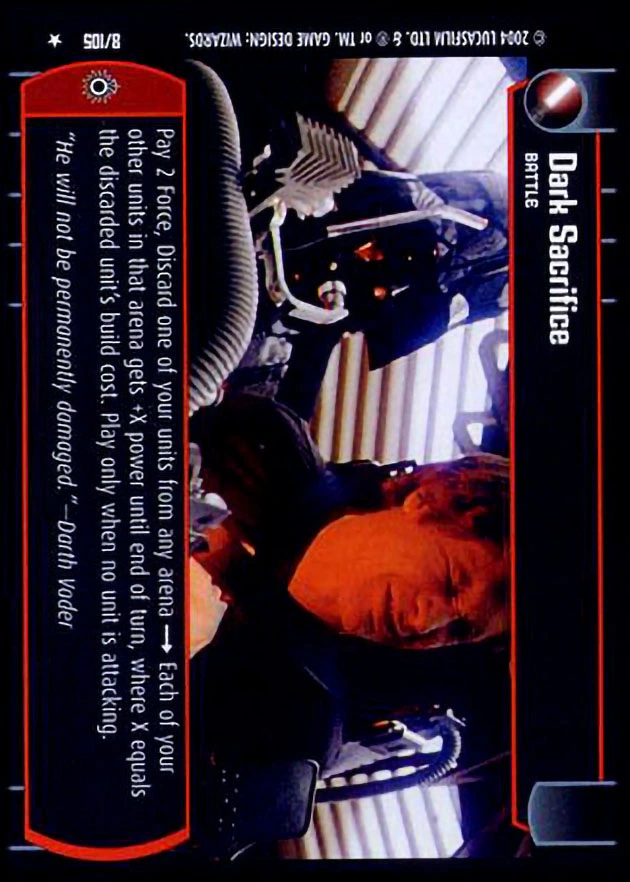 Dark Sacrifice
BATTLE
Pay 2 Force, Discard one of your units from any arena → Each of your
other units in that arena gets +X power until end of turn, where X equals
the discarded unit's build cost. Play only when no unit is attacking.
"He will not be permanently damaged." —Darth Vader
8/105 ★
© 2004 LUCASFILM LTD. & ® or TM. GAME DESIGN: WIZARDS.